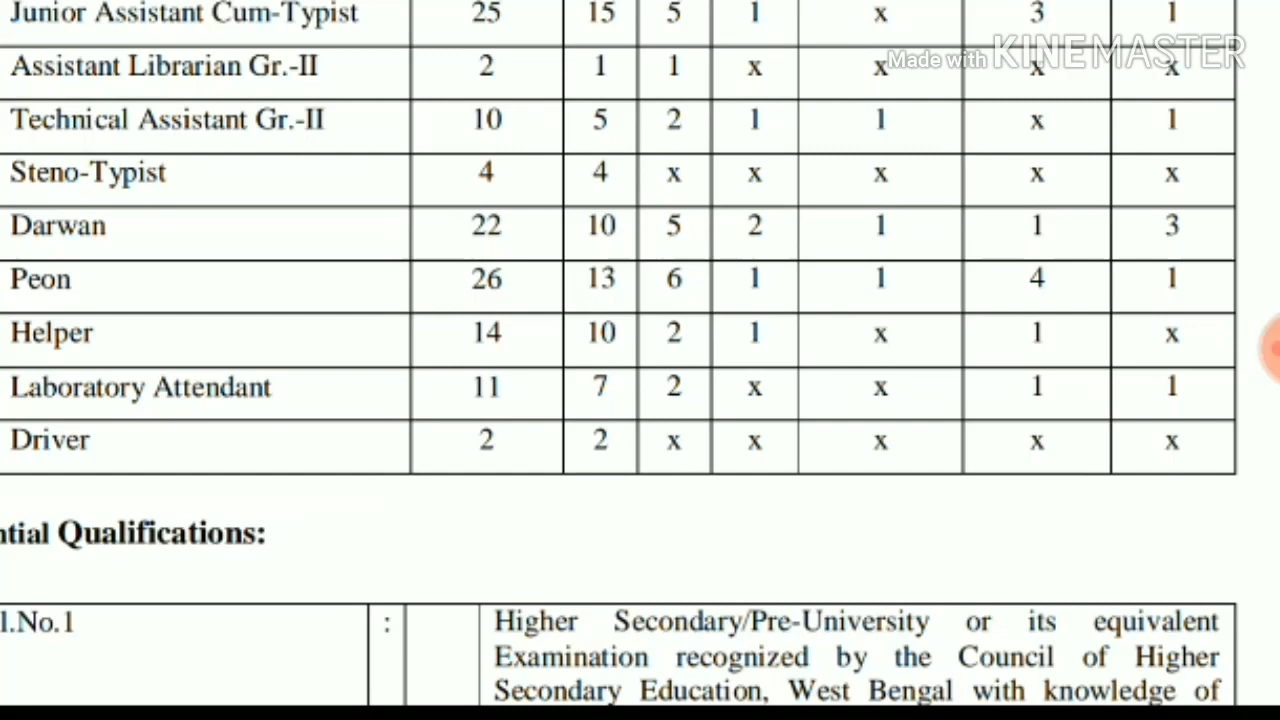 Junior Assistant Cum-Typist 25 15 5 1 x 3 1
Made with KINEMASTER
Assistant Librarian Gr.-II 2 1 1 x x x x
Technical Assistant Gr.-II 10 5 2 1 1 x 1
Steno-Typist 4 4 x x x x x
Darwan 22 10 5 2 1 1 3
Peon 26 13 6 1 1 4 1
Helper 14 10 2 1 x 1 x
Laboratory Attendant 11 7 2 x x 1 1
Driver 2 2 x x x x x
ntial Qualifications:
l.No.1 : Higher Secondary/Pre-University or its equivalent
Examination recognized by the Council of Higher
Secondary Education, West Bengal with knowledge of